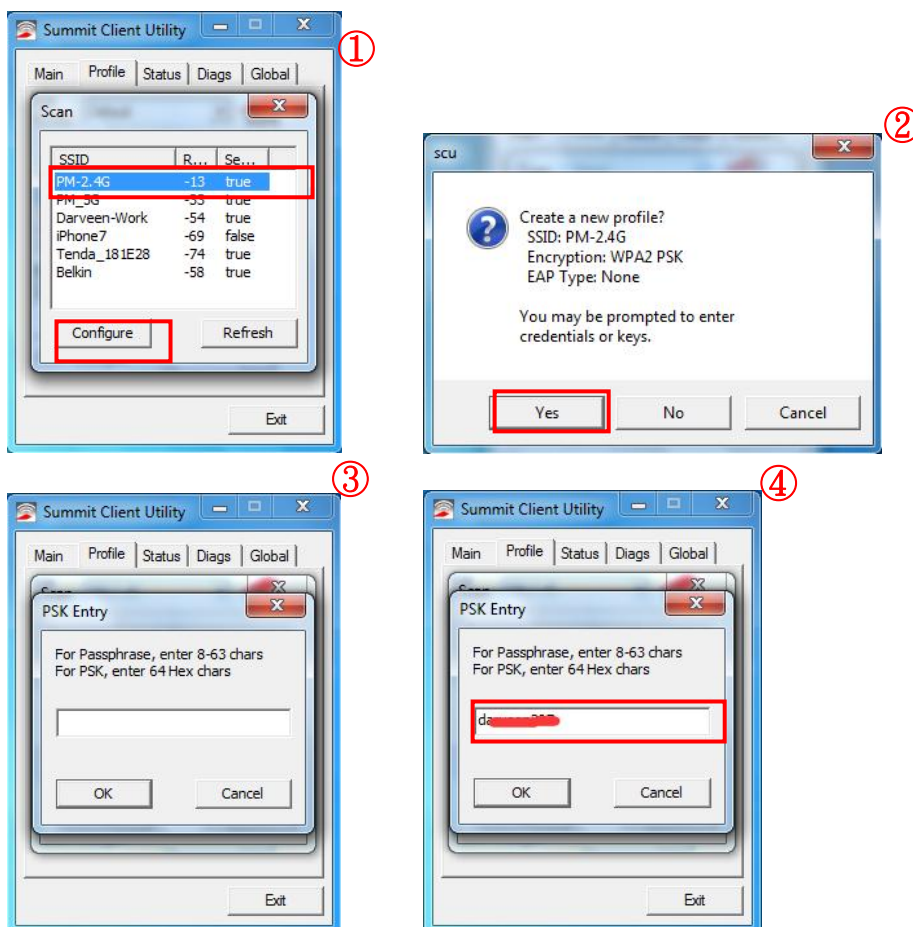 Summit Client Utility
①
Main Profile Status Diags Global
Scan
SSID R... Se...
PM-2.4G -13 true
PM_5G -53 true
Darveen-Work -54 true
iPhone7 -69 false
Tenda_181E28 -74 true
Belkin -58 true
Configure Refresh
Exit
②
scu
Create a new profile?
SSID: PM-2.4G
Encryption: WPA2 PSK
EAP Type: None
You may be prompted to enter
credentials or keys.
Yes No Cancel
③
Summit Client Utility
Main Profile Status Diags Global
PSK Entry
For Passphrase, enter 8-63 chars
For PSK, enter 64 Hex chars
OK Cancel
Exit
④
Summit Client Utility
Main Profile Status Diags Global
PSK Entry
For Passphrase, enter 8-63 chars
For PSK, enter 64 Hex chars
OK Cancel
Exit